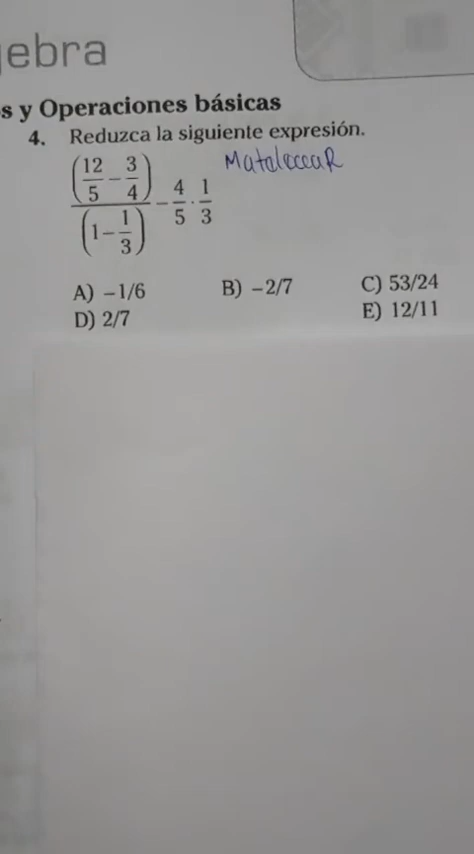 ebra
s y Operaciones básicas
4. Reduzca la siguiente expresión.
(12/5 - 3/4) / (1 - 1/3) - 4/5 · 1/3
A) -1/6 B) -2/7 C) 53/24
D) 2/7 E) 12/11